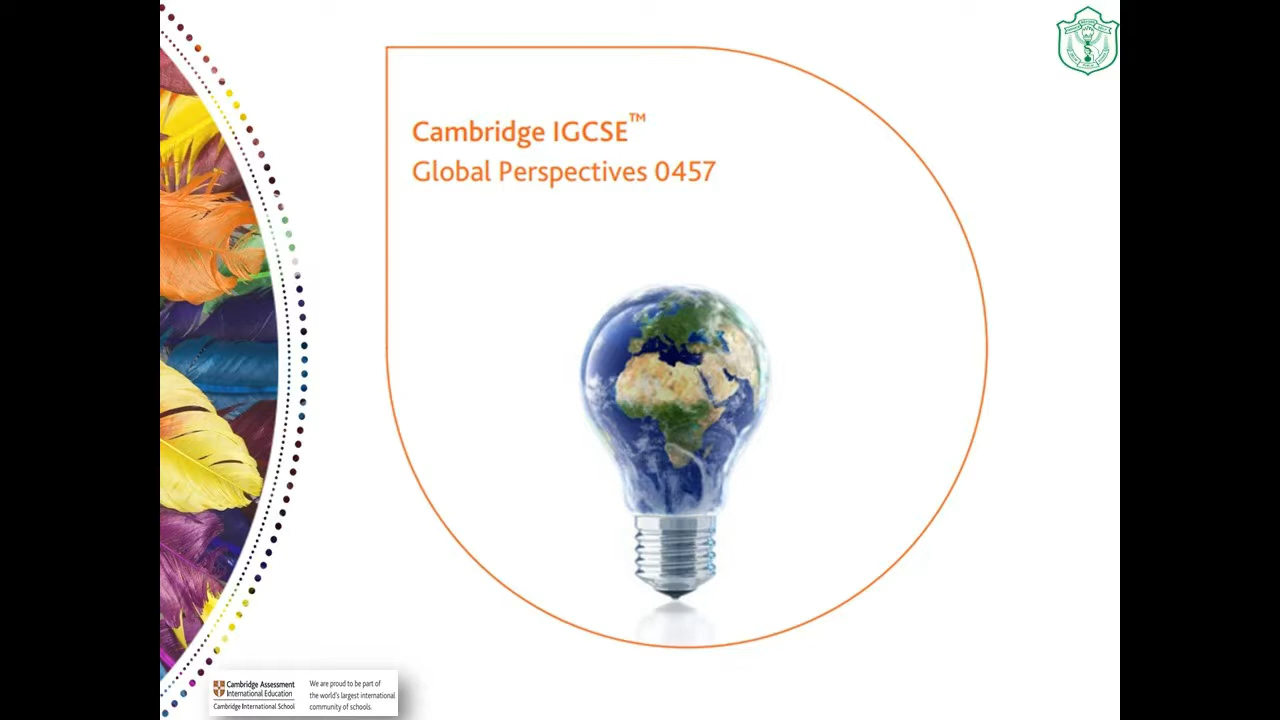 Cambridge IGCSE™
Global Perspectives 0457
Cambridge Assessment
International Education
Cambridge International School
We are proud to be part of
the world's largest international
community of schools.